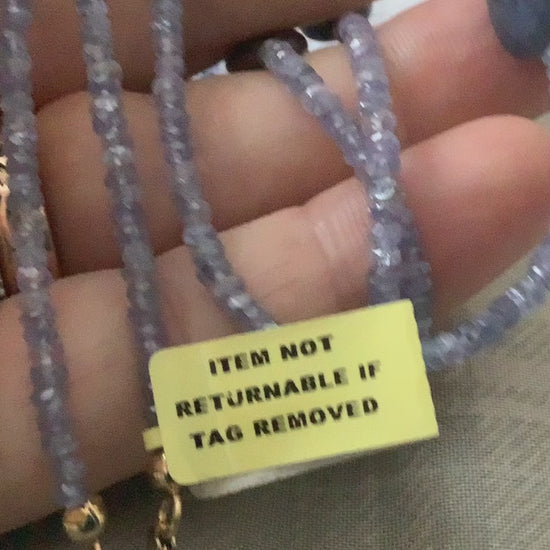 ITEM NOT
RETURNABLE IF
TAG REMOVED